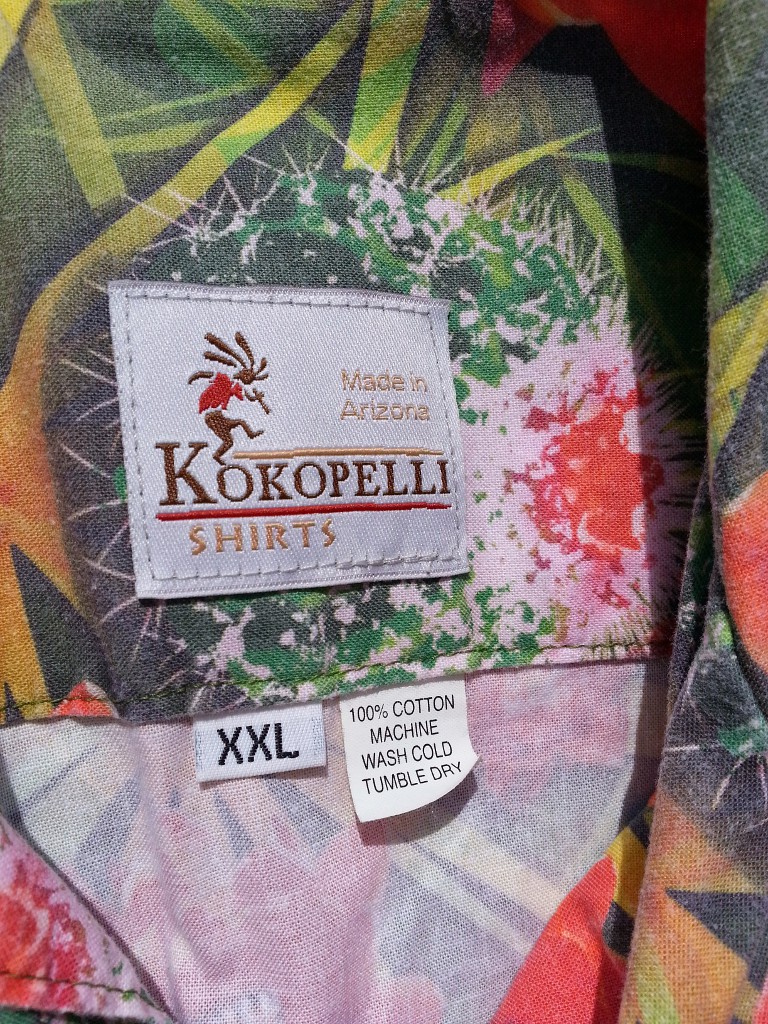 Made in
Arizona
KOKOPELLI
SHIRTS
XXL
100% COTTON
MACHINE
WASH COLD
TUMBLE DRY